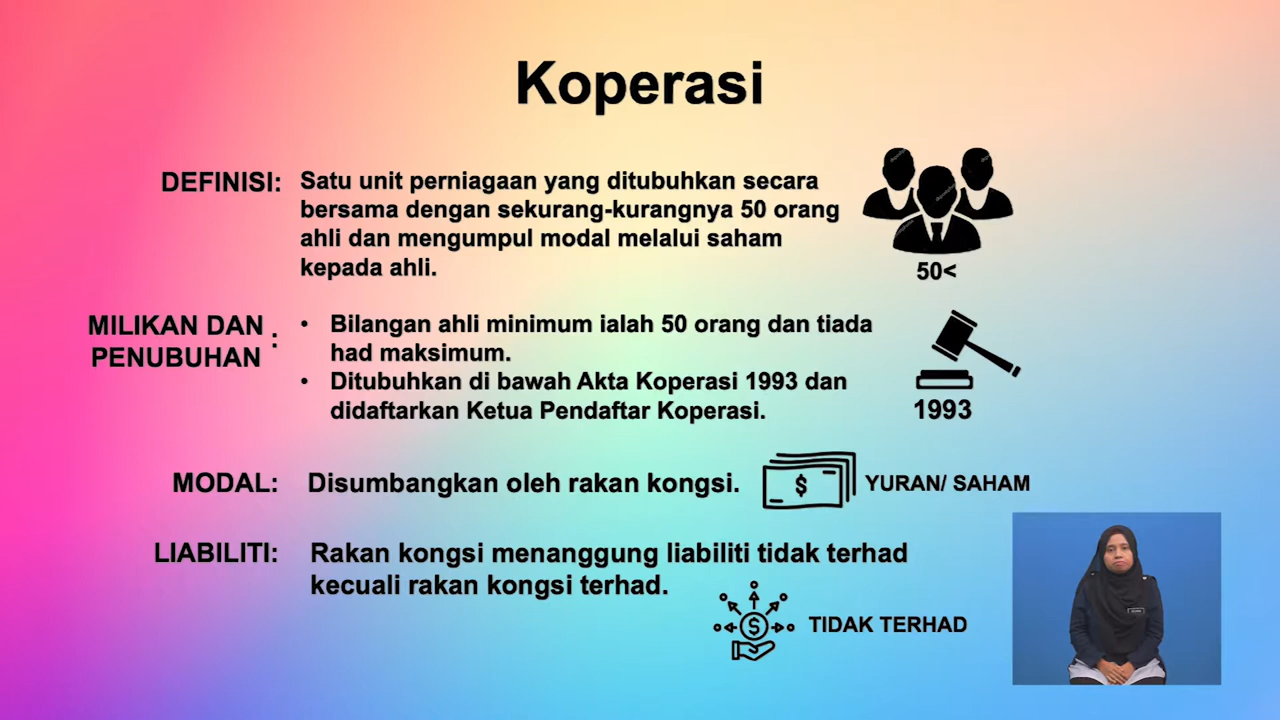 Koperasi
DEFINISI: Satu unit perniagaan yang ditubuhkan secara
bersama dengan sekurang-kurangnya 50 orang
ahli dan mengumpul modal melalui saham
kepada ahli.
50<
MILIKAN DAN
PENUBUHAN :
• Bilangan ahli minimum ialah 50 orang dan tiada
had maksimum.
• Ditubuhkan di bawah Akta Koperasi 1993 dan
didaftarkan Ketua Pendaftar Koperasi.
1993
MODAL: Disumbangkan oleh rakan kongsi.
$
YURAN/ SAHAM
LIABILITI: Rakan kongsi menanggung liabiliti tidak terhad
kecuali rakan kongsi terhad.
$
TIDAK TERHAD